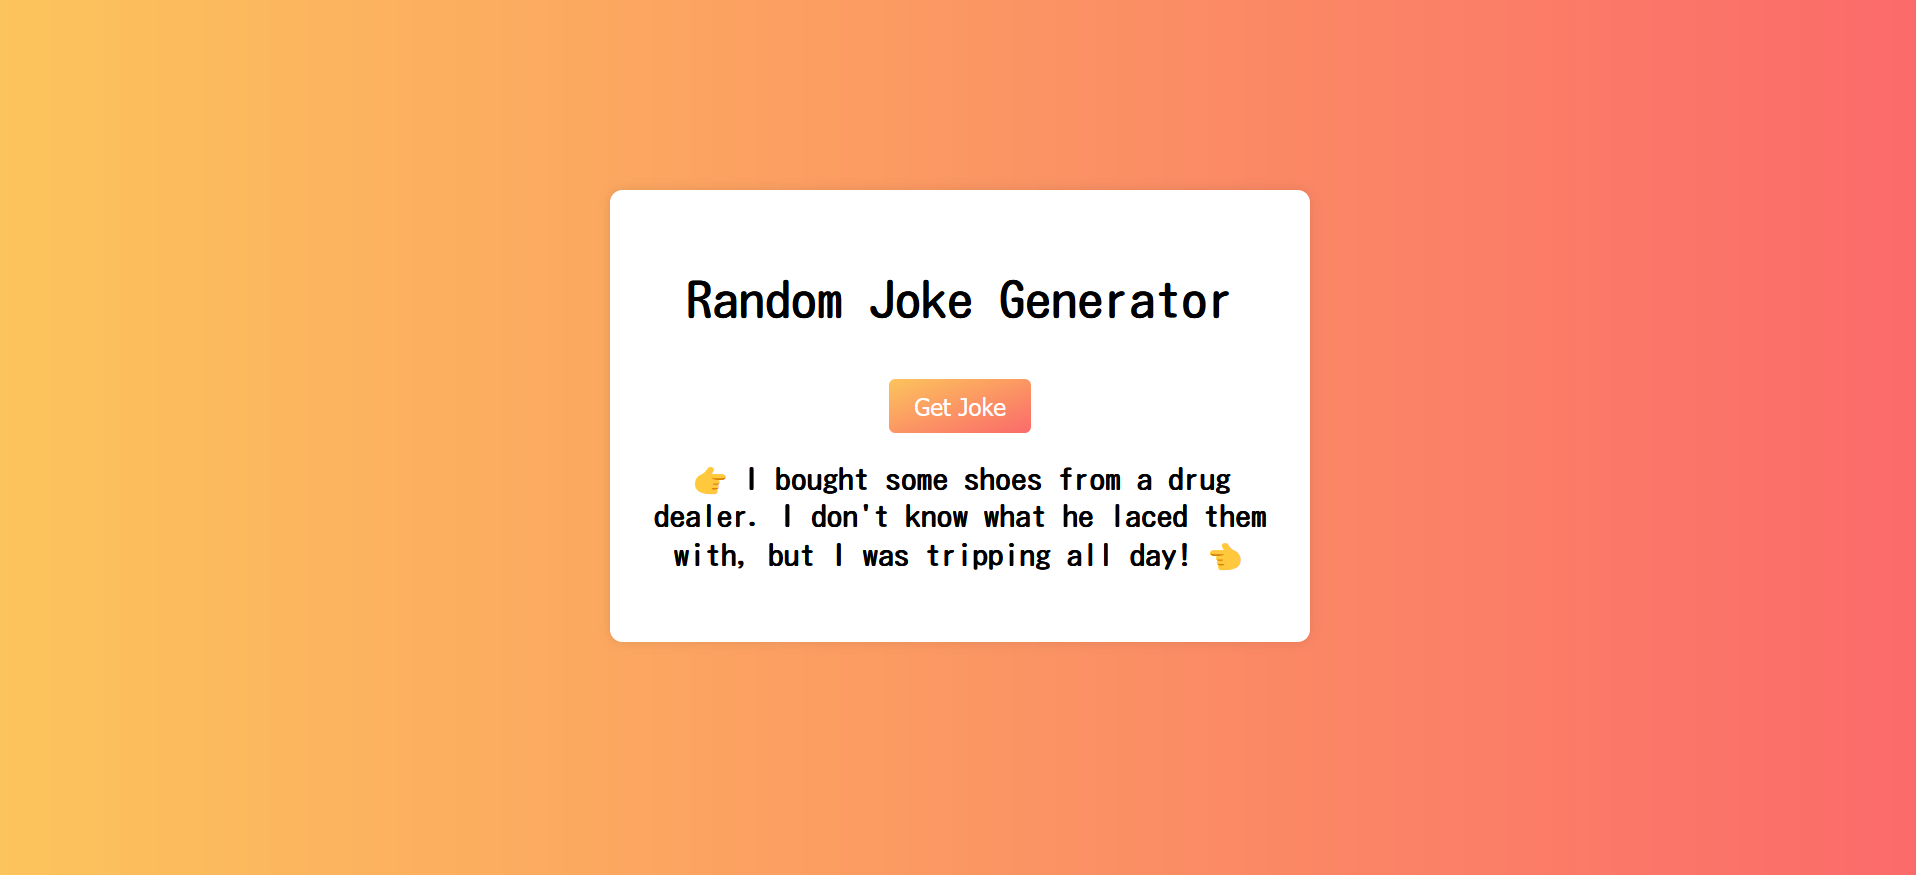 Random Joke Generator
Get Joke
👉 I bought some shoes from a drug
dealer. I don't know what he laced them
with, but I was tripping all day! 👈